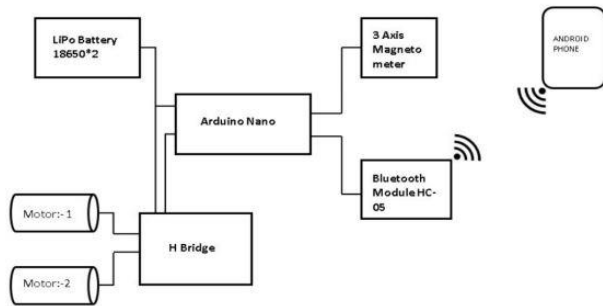 LiPo Battery
18650*2
3 Axis
Magneto
meter
ANDROID
PHONE
Arduino Nano
Bluetooth
Module HC-
05
Motor:-1
H Bridge
Motor:-2